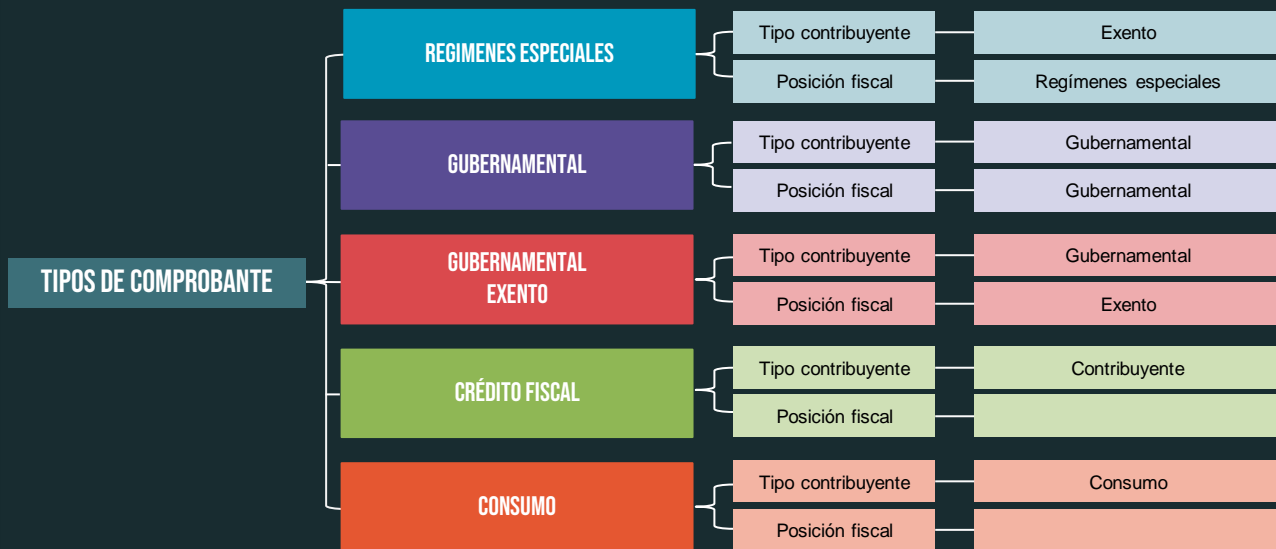 TIPOS DE COMPROBANTE
REGIMENES ESPECIALES
Tipo contribuyente
Exento
Posición fiscal
Regímenes especiales
GUBERNAMENTAL
Tipo contribuyente
Gubernamental
Posición fiscal
Gubernamental
GUBERNAMENTAL
EXENTO
Tipo contribuyente
Gubernamental
Posición fiscal
Exento
CRÉDITO FISCAL
Tipo contribuyente
Contribuyente
Posición fiscal
CONSUMO
Tipo contribuyente
Consumo
Posición fiscal